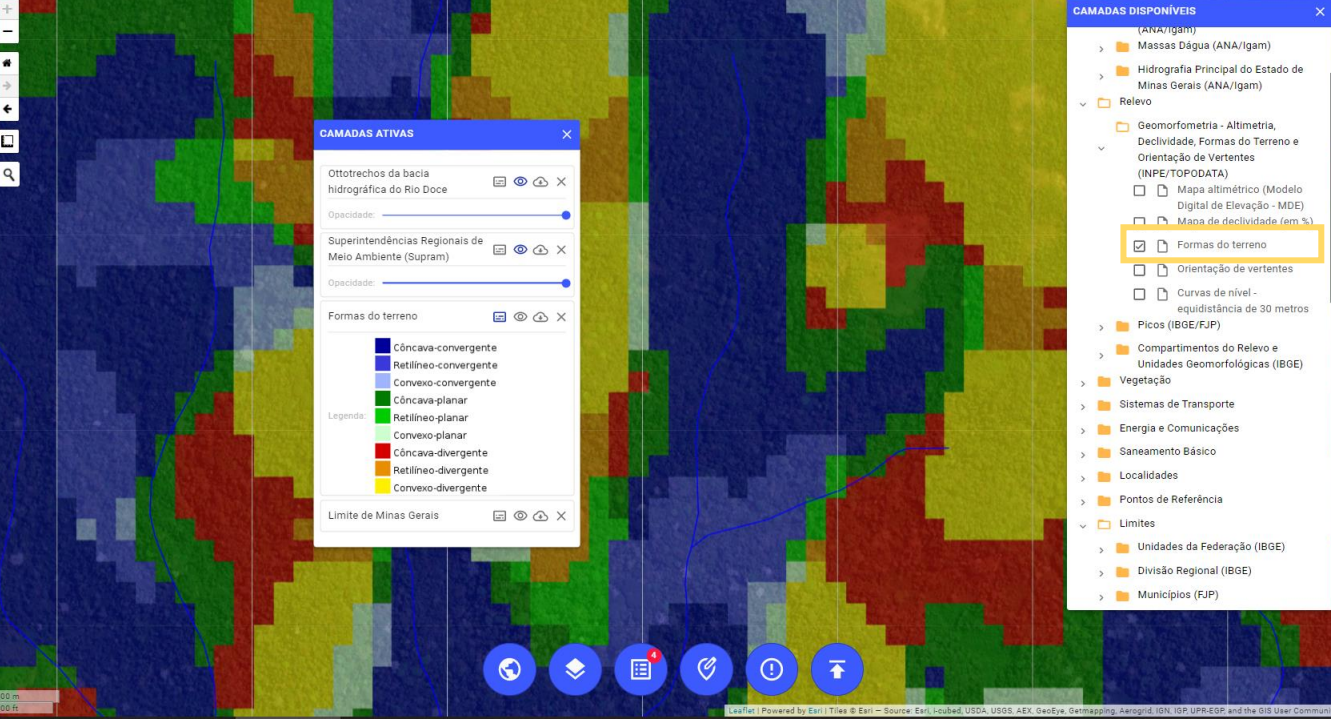 CAMADAS DISPONÍVEIS
(ANA/Igam)
Massas Dágua (ANA/Igam)
Hidrografia Principal do Estado de
Minas Gerais (ANA/Igam)
Relevo
Geomorfometria - Altimetria,
Declividade, Formas do Terreno e
Orientação de Vertentes
(INPE/TOPODATA)
Mapa altimétrico (Modelo
Digital de Elevação - MDE)
Mapa de declividade (em %)
Formas do terreno
Orientação de vertentes
Curvas de nível -
equidistância de 30 metros
Picos (IBGE/FJP)
Compartimentos do Relevo e
Unidades Geomorfológicas (IBGE)
Vegetação
Sistemas de Transporte
Energia e Comunicações
Saneamento Básico
Localidades
Pontos de Referência
Limites
Unidades da Federação (IBGE)
Divisão Regional (IBGE)
Municípios (FJP)
CAMADAS ATIVAS
Ottotrechos da bacia
hidrográfica do Rio Doce
Opacidade:
Superintendências Regionais de
Meio Ambiente (Supram)
Opacidade:
Formas do terreno
Legenda:
Côncava-convergente
Retilíneo-convergente
Convexo-convergente
Côncava-planar
Retilíneo-planar
Convexo-planar
Côncava-divergente
Retilíneo-divergente
Convexo-divergente
Limite de Minas Gerais
4
00 m
00 ft
Leaflet | Powered by Esri | Tiles © Esri — Source: Esri, i-cubed, USDA, USGS, AEX, GeoEye, Getmapping, Aerogrid, IGN, IGP, UPR-EGP, and the GIS User Communi